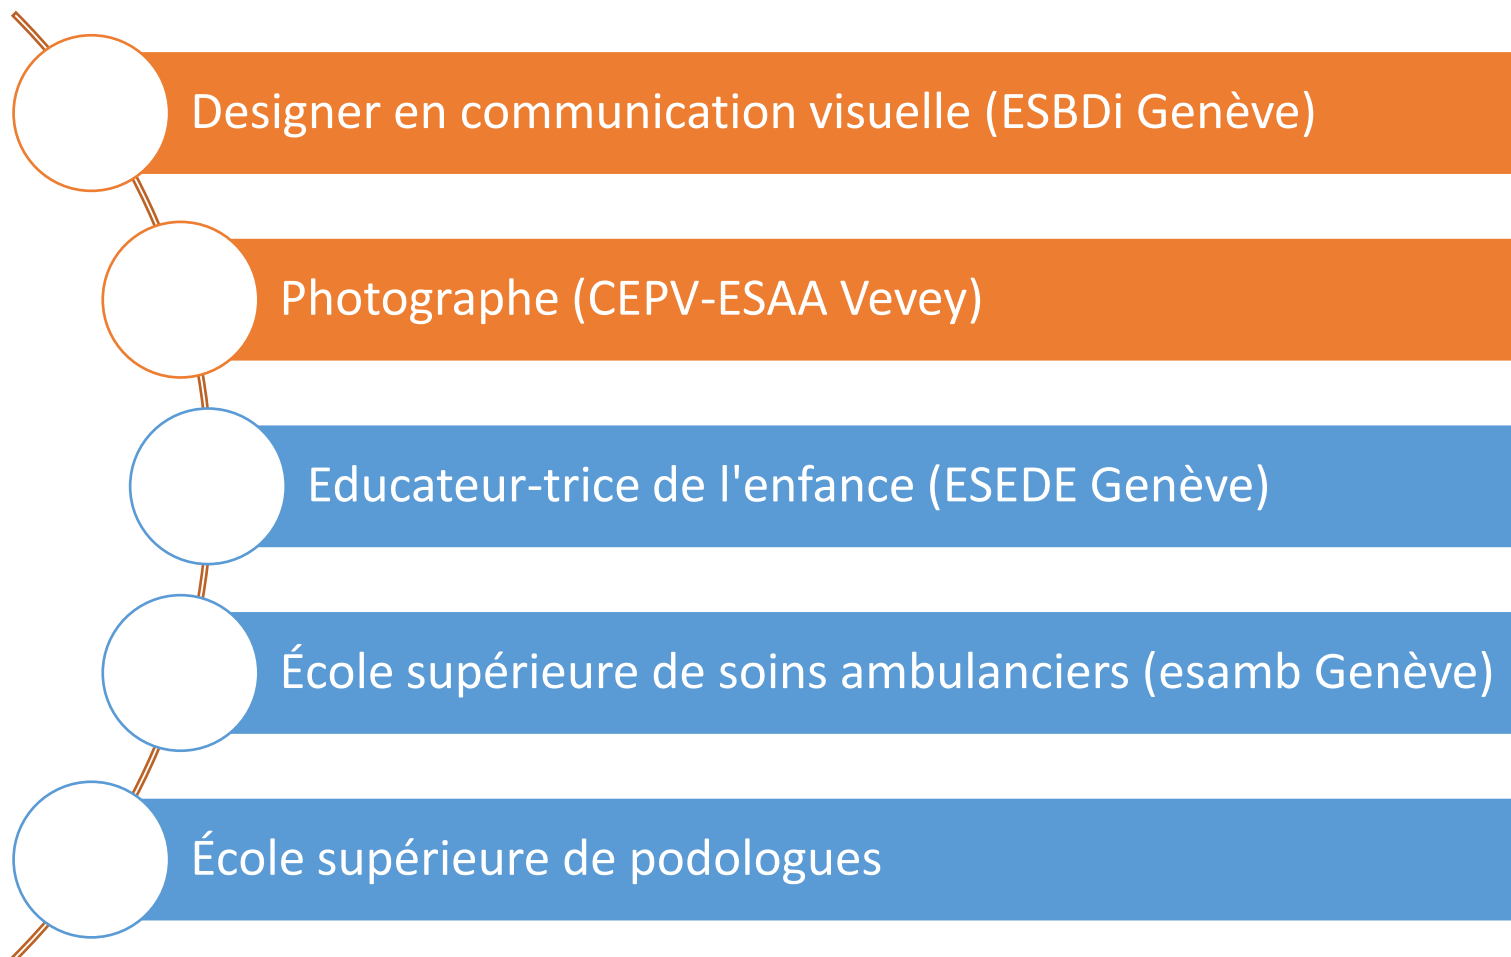 Designer en communication visuelle (ESBDi Genève)
Photographe (CEPV-ESAA Vevey)
Educateur-trice de l'enfance (ESEDE Genève)
École supérieure de soins ambulanciers (esamb Genève)
École supérieure de podologues